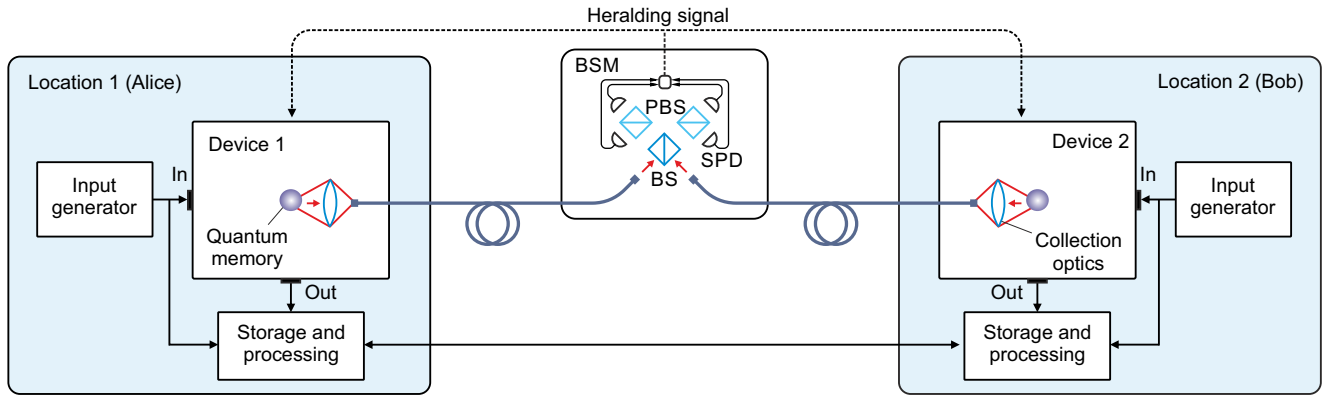 Heralding signal
Location 1 (Alice)
BSM
Location 2 (Bob)
PBS
Device 1
Device 2
SPD
In
In
BS
Input
generator
Input
generator
Quantum
memory
Collection
optics
Out
Out
Storage and
processing
Storage and
processing